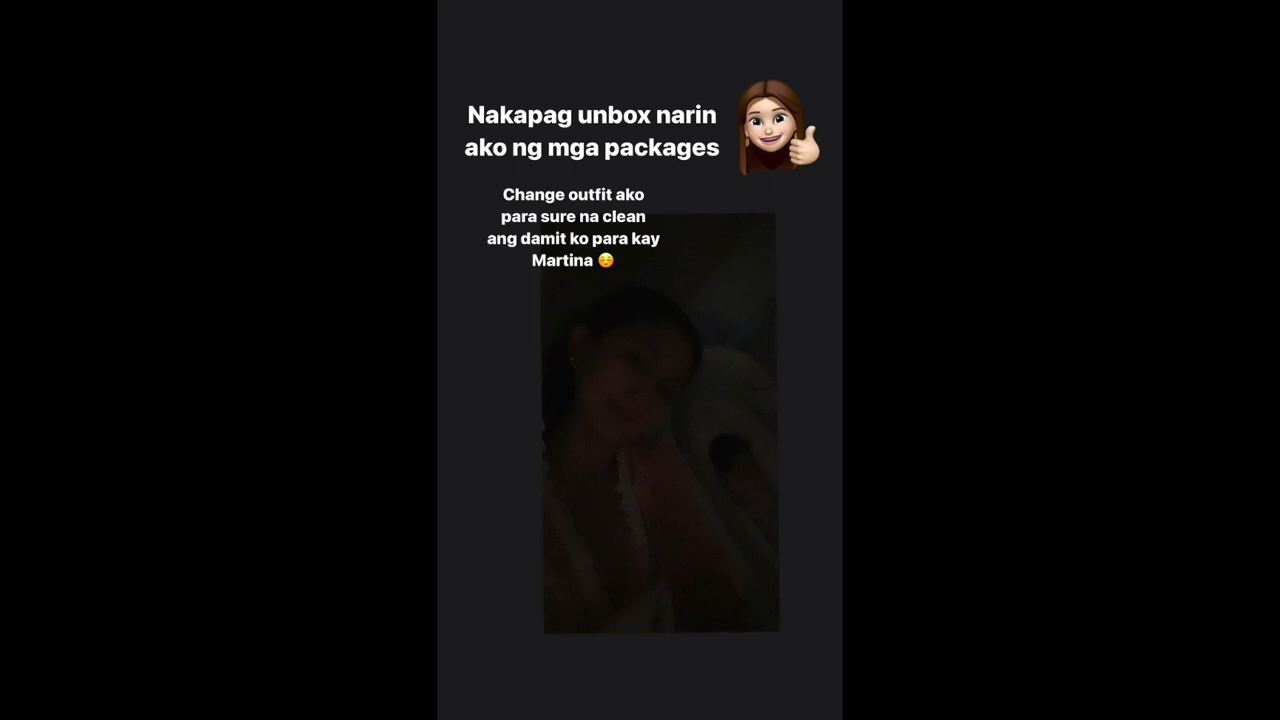 Nakapag unbox narin
ako ng mga packages
Change outfit ako
para sure na clean
ang damit ko para kay
Martina ☺️